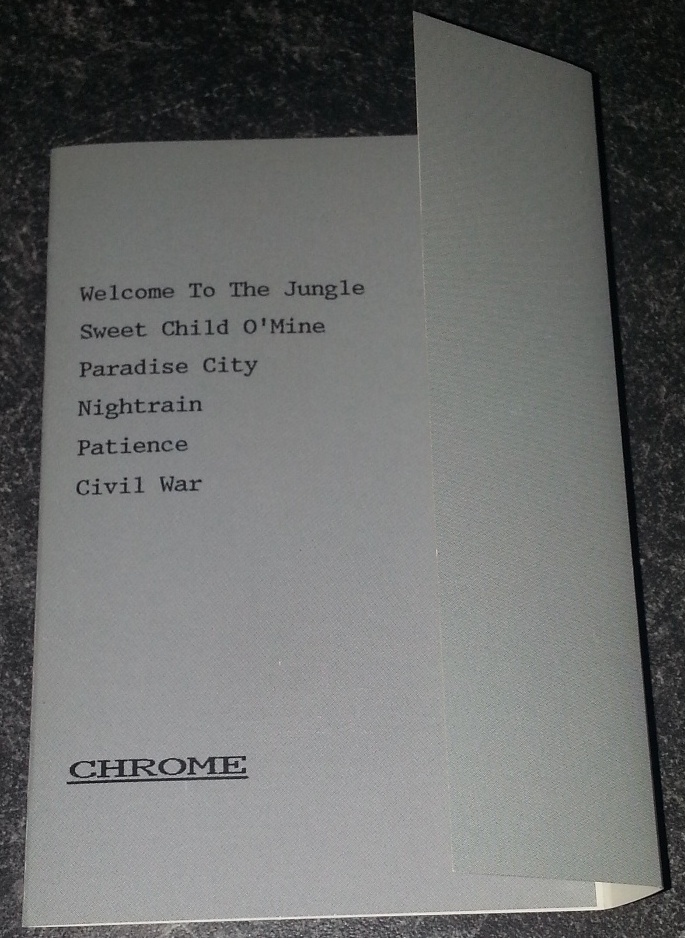 Welcome To The Jungle
Sweet Child O'Mine
Paradise City
Nightrain
Patience
Civil War
CHROME